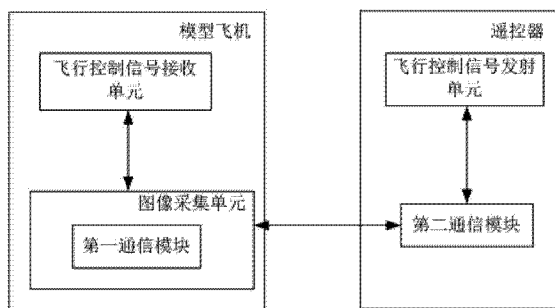 模型飞机
飞行控制信号接收
单元
图像采集单元
第一通信模块
遥控器
飞行控制信号发射
单元
第二通信模块